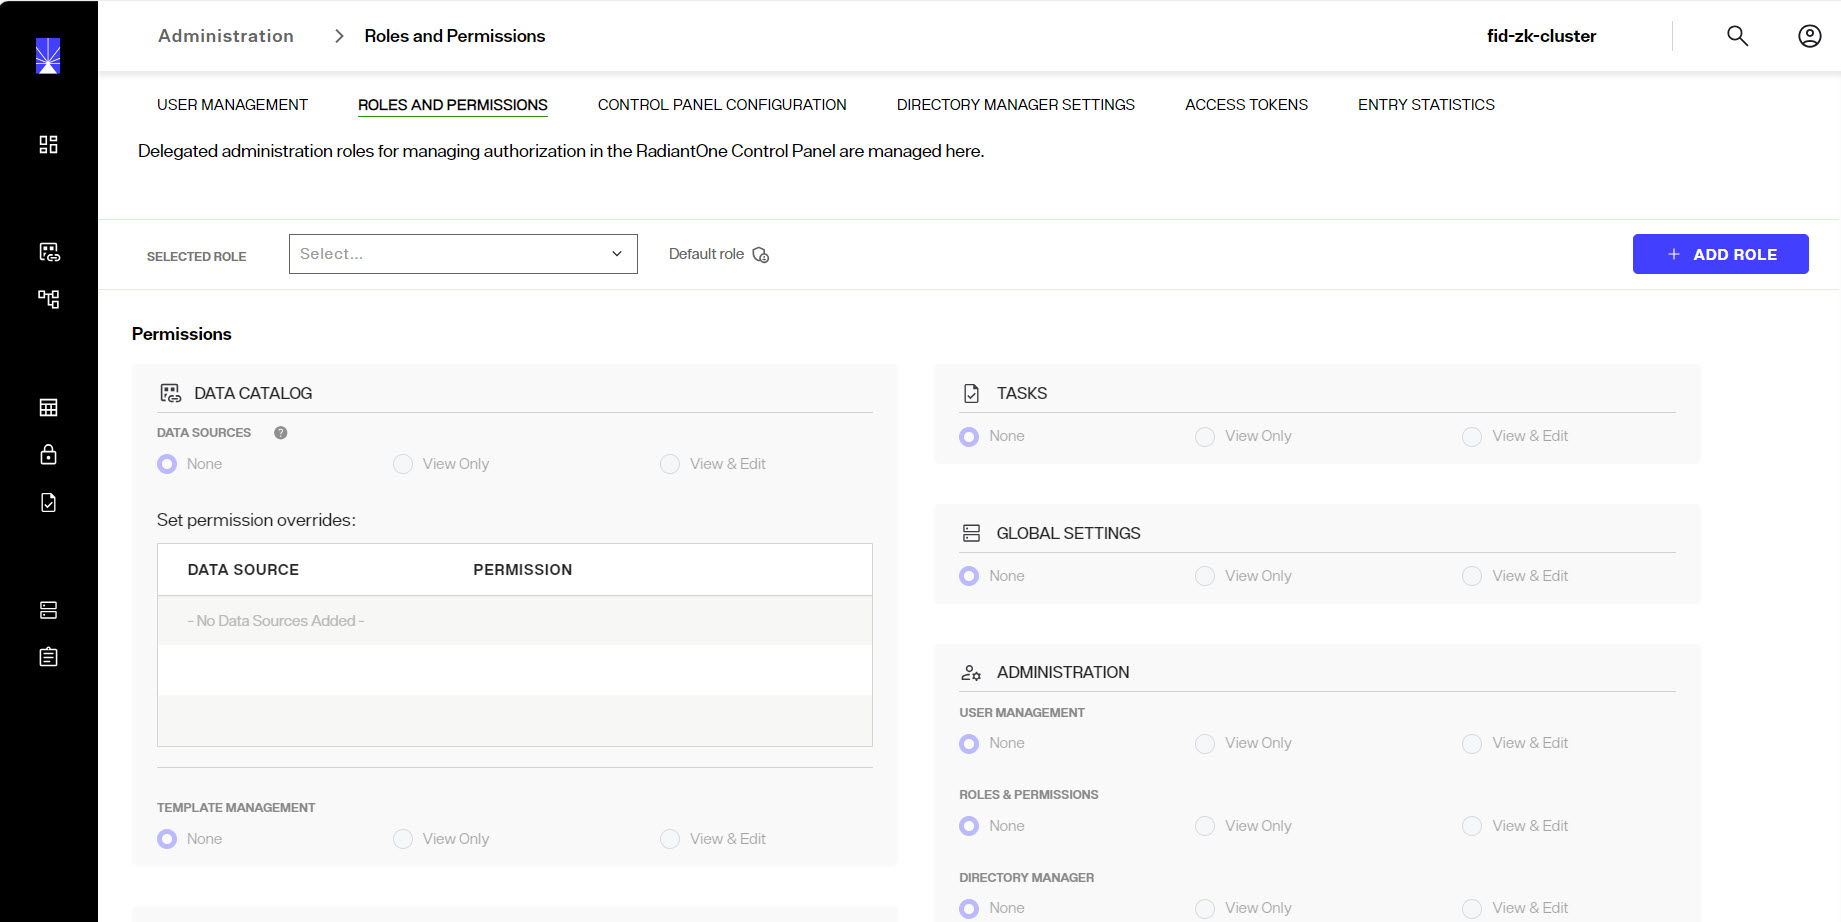 Administration > Roles and Permissions
fid-zk-cluster
USER MANAGEMENT ROLES AND PERMISSIONS CONTROL PANEL CONFIGURATION DIRECTORY MANAGER SETTINGS ACCESS TOKENS ENTRY STATISTICS
Delegated administration roles for managing authorization in the RadiantOne Control Panel are managed here.
SELECTED ROLE Select... Default role + ADD ROLE
Permissions
DATA CATALOG
DATA SOURCES ?
None View Only View & Edit
Set permission overrides:
DATA SOURCE PERMISSION
- No Data Sources Added -
TEMPLATE MANAGEMENT
None View Only View & Edit
TASKS
None View Only View & Edit
GLOBAL SETTINGS
None View Only View & Edit
ADMINISTRATION
USER MANAGEMENT
None View Only View & Edit
ROLES & PERMISSIONS
None View Only View & Edit
DIRECTORY MANAGER
None View Only View & Edit